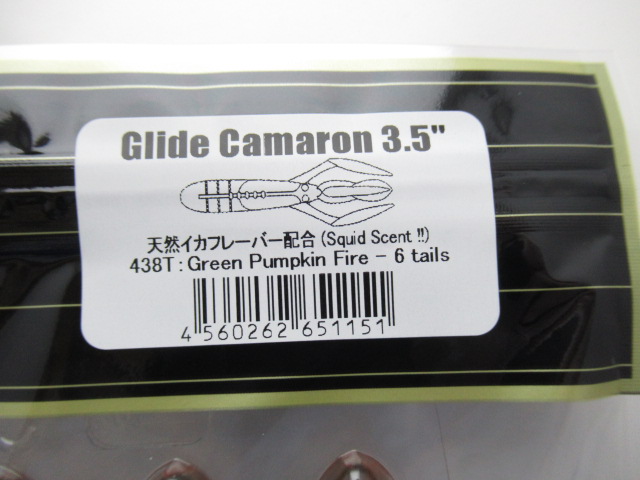 Glide Camaron 3.5"
天然イカフレーバー配合 (Squid Scent !!)
438T : Green Pumpkin Fire - 6 tails
4 560262 651151